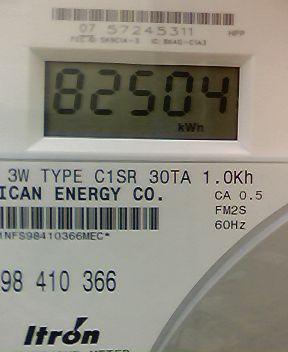 07 57245311 HPP
82504
kWh
3W TYPE C1SR 30TA 1.0Kh
ICAN ENERGY CO. CA 0.5
FM2S
60Hz
1NFS98410366MEC*
98 410 366
Itron